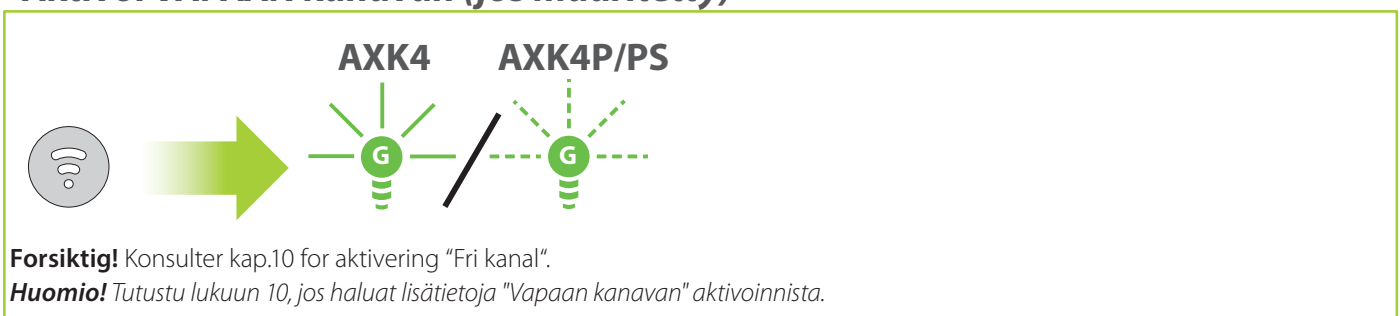 AXK4 AXK4P/PS
G G
Forsiktig! Konsulter kap.10 for aktivering “Fri kanal“.
Huomio! Tutustu lukuun 10, jos haluat lisätietoja "Vapaan kanavan" aktivoinnista.